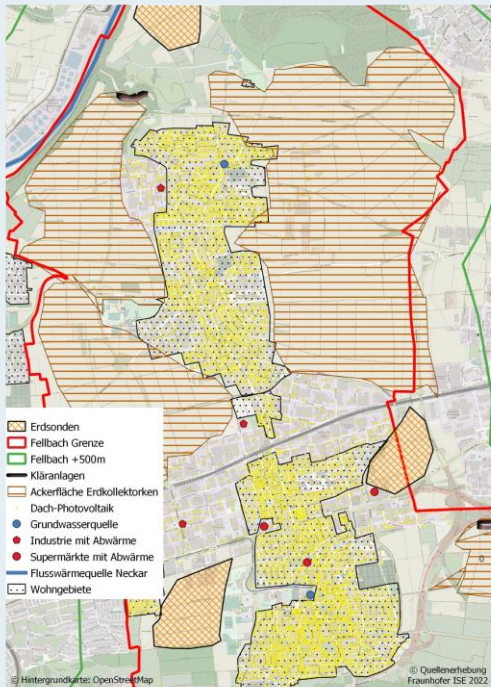 Erdsonden
Fellbach Grenze
Fellbach +500m
Kläranlagen
Ackerfläche Erdkollektorken
Dach-Photovoltaik
Grundwasserquelle
Industrie mit Abwärme
Supermärkte mit Abwärme
Flusswärmequelle Neckar
Wohngebiete
© Hintergrundkarte: OpenStreetMap
© Quellenerhebung
Fraunhofer ISE 2022